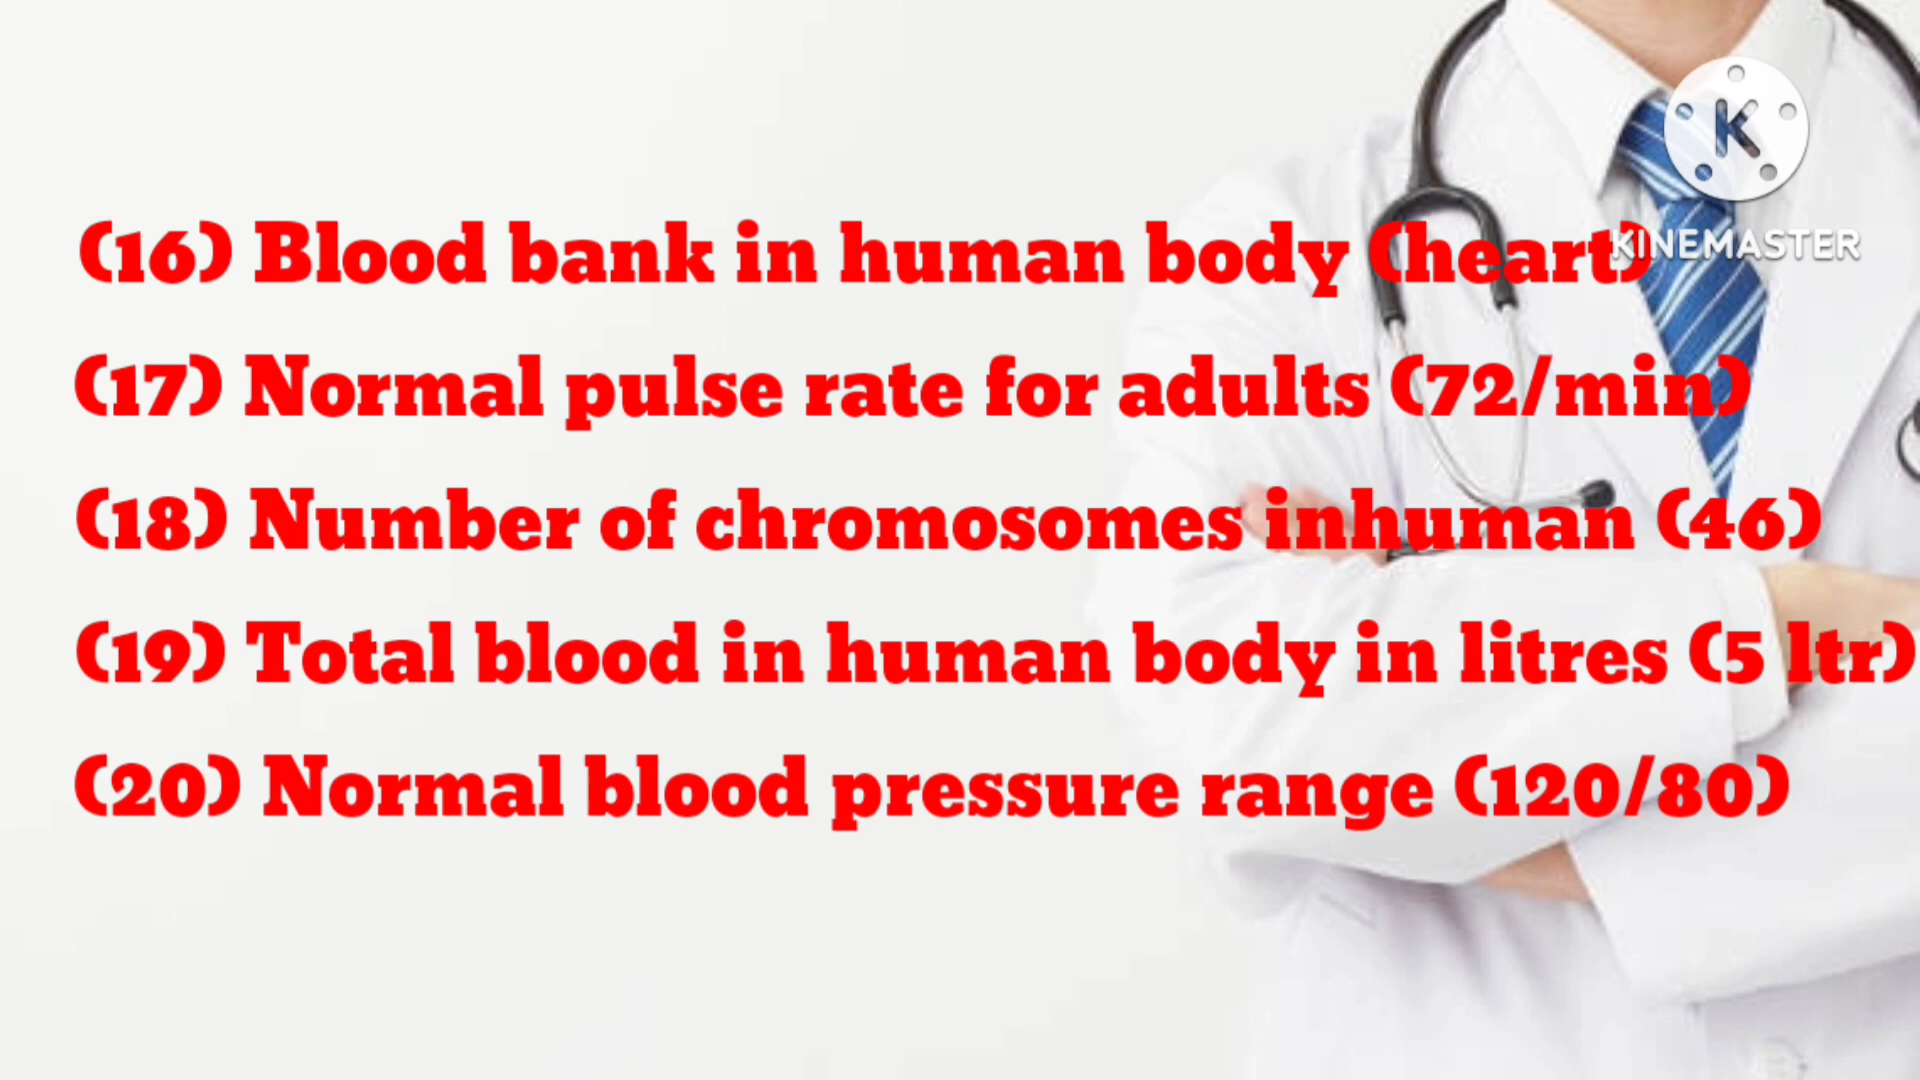 (16) Blood bank in human body (heart)
KINEMASTER
(17) Normal pulse rate for adults (72/min)
(18) Number of chromosomes inhuman (46)
(19) Total blood in human body in litres (5 ltr)
(20) Normal blood pressure range (120/80)